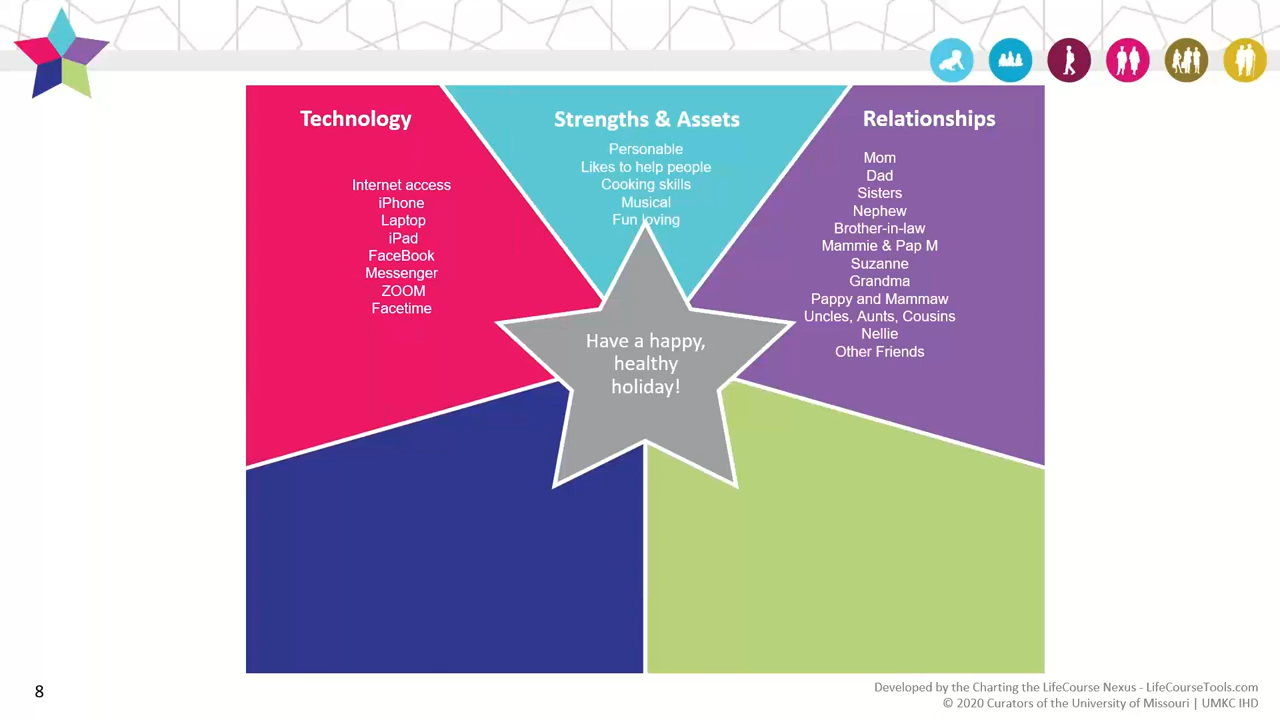 Technology
Internet access
iPhone
Laptop
iPad
FaceBook
Messenger
ZOOM
Facetime
Strengths & Assets
Personable
Likes to help people
Cooking skills
Musical
Fun loving
Relationships
Mom
Dad
Sisters
Nephew
Brother-in-law
Mammie & Pap M
Suzanne
Grandma
Pappy and Mammaw
Uncles, Aunts, Cousins
Nellie
Other Friends
Have a happy,
healthy
holiday!
8
Developed by the Charting the LifeCourse Nexus - LifeCourseTools.com
© 2020 Curators of the University of Missouri | UMKC IHD